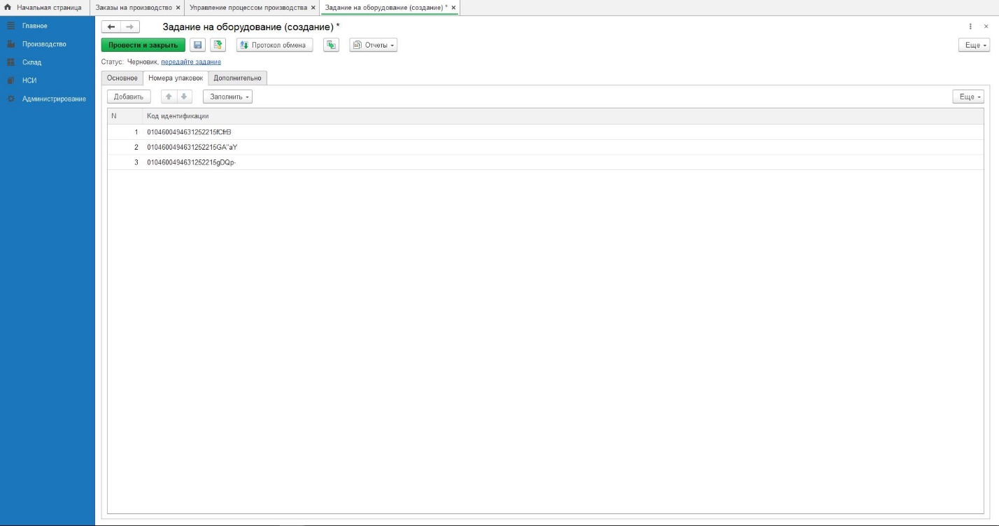 Начальная страница
Заказы на производство ×
Управление процессом производства ×
Задание на оборудование (создание) * ×
Главное
Производство
Склад
НСИ
Администрирование
Задание на оборудование (создание) *
Провести и закрыть
Протокол обмена
Отчеты
Еще
Статус: Черновик, передайте задание
Основное
Номера упаковок
Дополнительно
Добавить
Заполнить
Еще
N Код идентификации
1 0104600494631252215fCfrB
2 0104600494631252215GA"aY
3 0104600494631252215gDQp-